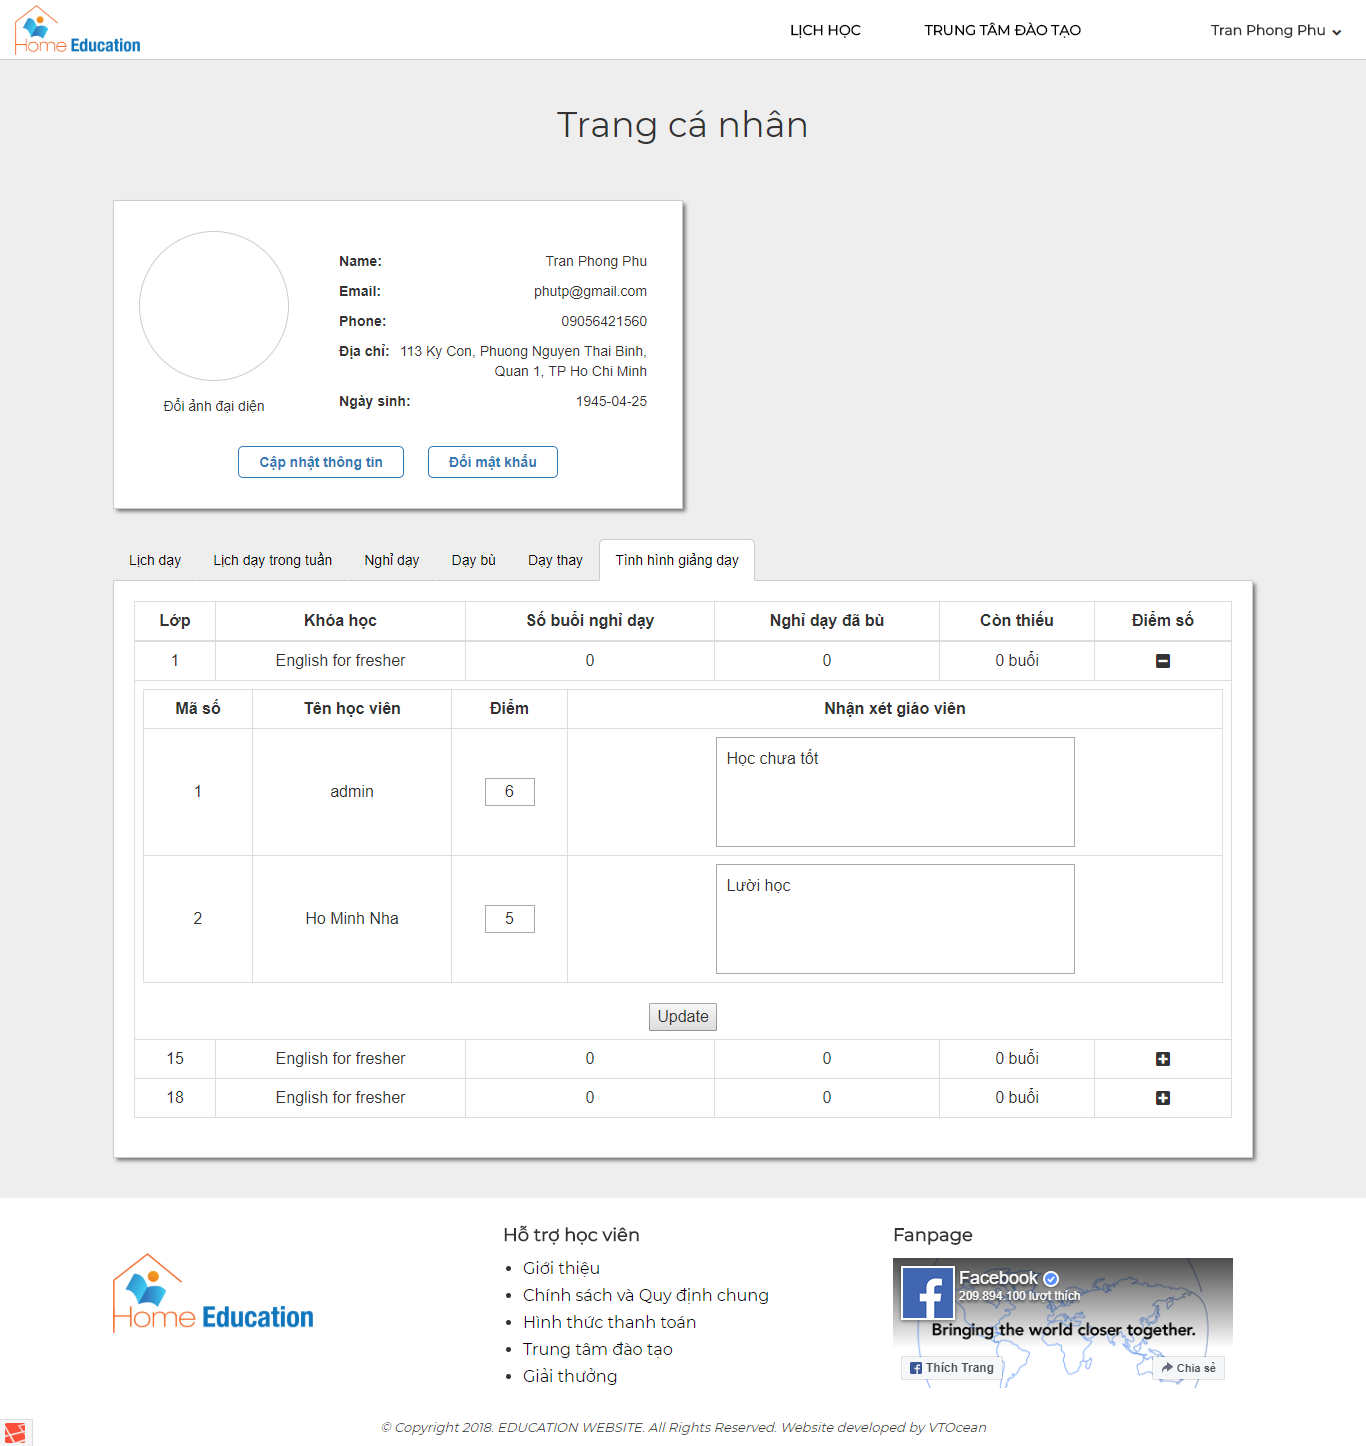 Home Education
LỊCH HỌC
TRUNG TÂM ĐÀO TẠO
Tran Phong Phu
Trang cá nhân
Name: Tran Phong Phu
Email: phutp@gmail.com
Phone: 09056421560
Địa chỉ: 113 Ky Con, Phuong Nguyen Thai Binh,
Quan 1, TP Ho Chi Minh
Ngày sinh: 1945-04-25
Đổi ảnh đại diện
Cập nhật thông tin
Đổi mật khẩu
Lịch dạy
Lịch dạy trong tuần
Nghỉ dạy
Dạy bù
Dạy thay
Tình hình giảng dạy
Lớp Khóa học Số buổi nghỉ dạy Nghỉ dạy đã bù Còn thiếu Điểm số
1 English for fresher 0 0 0 buổi
Mã số Tên học viên Điểm Nhận xét giáo viên
1 admin 6 Học chưa tốt
2 Ho Minh Nha 5 Lười học
Update
15 English for fresher 0 0 0 buổi
18 English for fresher 0 0 0 buổi
Home Education
Hỗ trợ học viên
Giới thiệu
Chính sách và Quy định chung
Hình thức thanh toán
Trung tâm đào tạo
Giải thưởng
Fanpage
Facebook
209.894.100 lượt thích
Bringing the world closer together.
Thích Trang
Chia sẻ
© Copyright 2018. EDUCATION WEBSITE. All Rights Reserved. Website developed by VTOcean